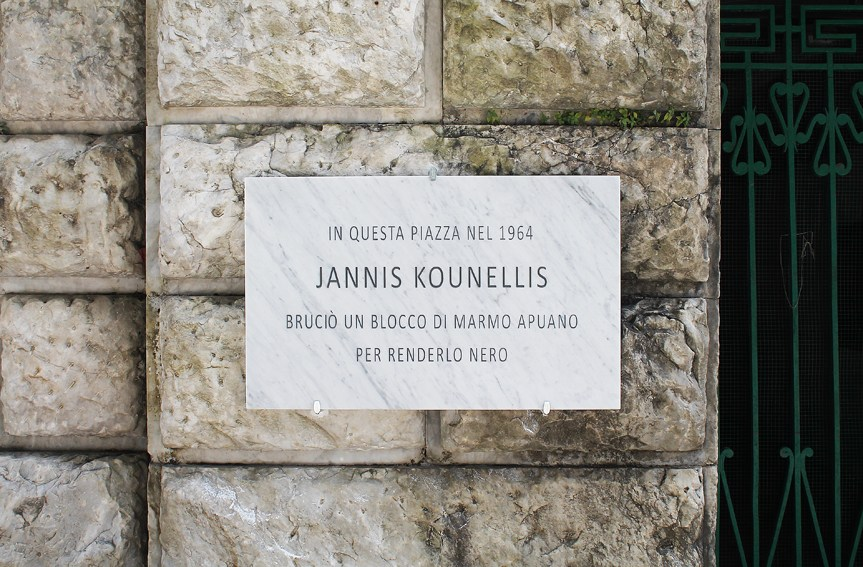 IN QUESTA PIAZZA NEL 1964
JANNIS KOUNELLIS
BRUCIÒ UN BLOCCO DI MARMO APUANO
PER RENDERLO NERO